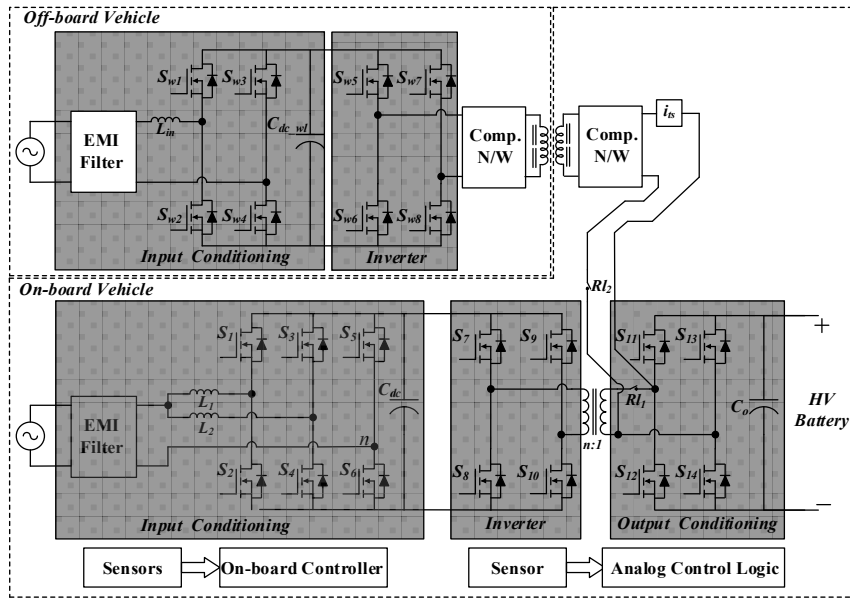 Off-board Vehicle
Sw1
Sw3
Sw5
Sw7
Lin
Cdc_wl
EMI
Filter
Comp.
N/W
Comp.
N/W
its
Sw2
Sw4
Sw6
Sw8
Input Conditioning
Inverter
On-board Vehicle
Rl2
S1
S3
S5
S7
S9
S11
S13
+
L1
L2
Cdc
Rl1
Co
HV
Battery
EMI
Filter
n
n:1
S2
S4
S6
S8
S10
S12
S14
−
Input Conditioning
Inverter
Output Conditioning
Sensors
On-board Controller
Sensor
Analog Control Logic